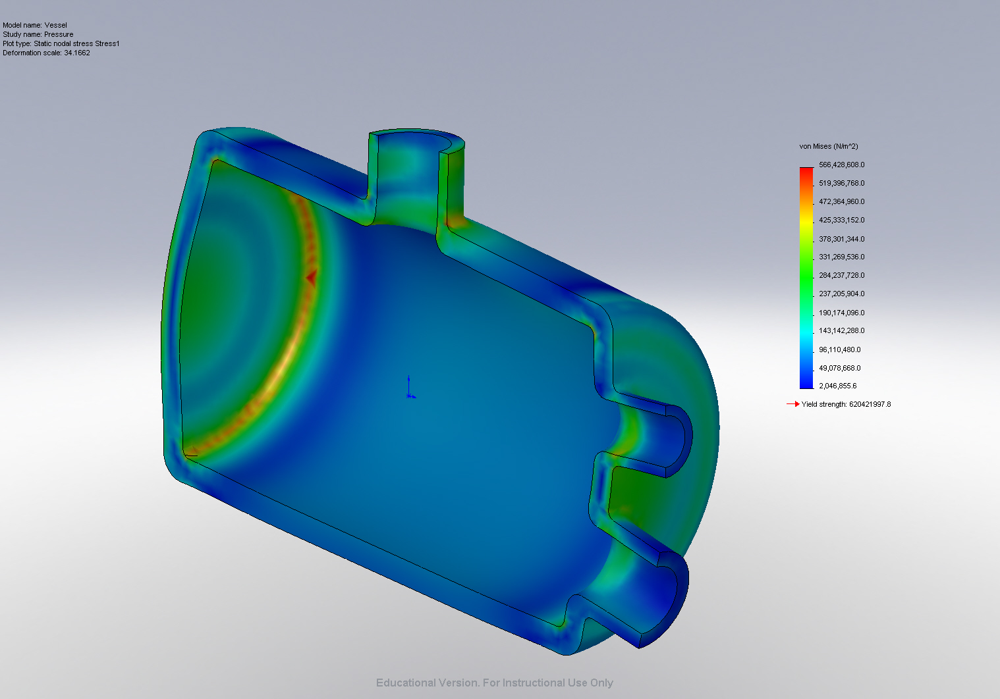 Model name: Vessel
Study name: Pressure
Plot type: Static nodal stress Stress1
Deformation scale: 34.1662
von Mises (N/m^2)
566,428,608.0
519,396,768.0
472,364,960.0
425,333,152.0
378,301,344.0
331,269,536.0
284,237,728.0
237,205,904.0
190,174,096.0
143,142,288.0
96,110,480.0
49,078,668.0
2,046,855.6
Yield strength: 620421997.8
Educational Version. For Instructional Use Only